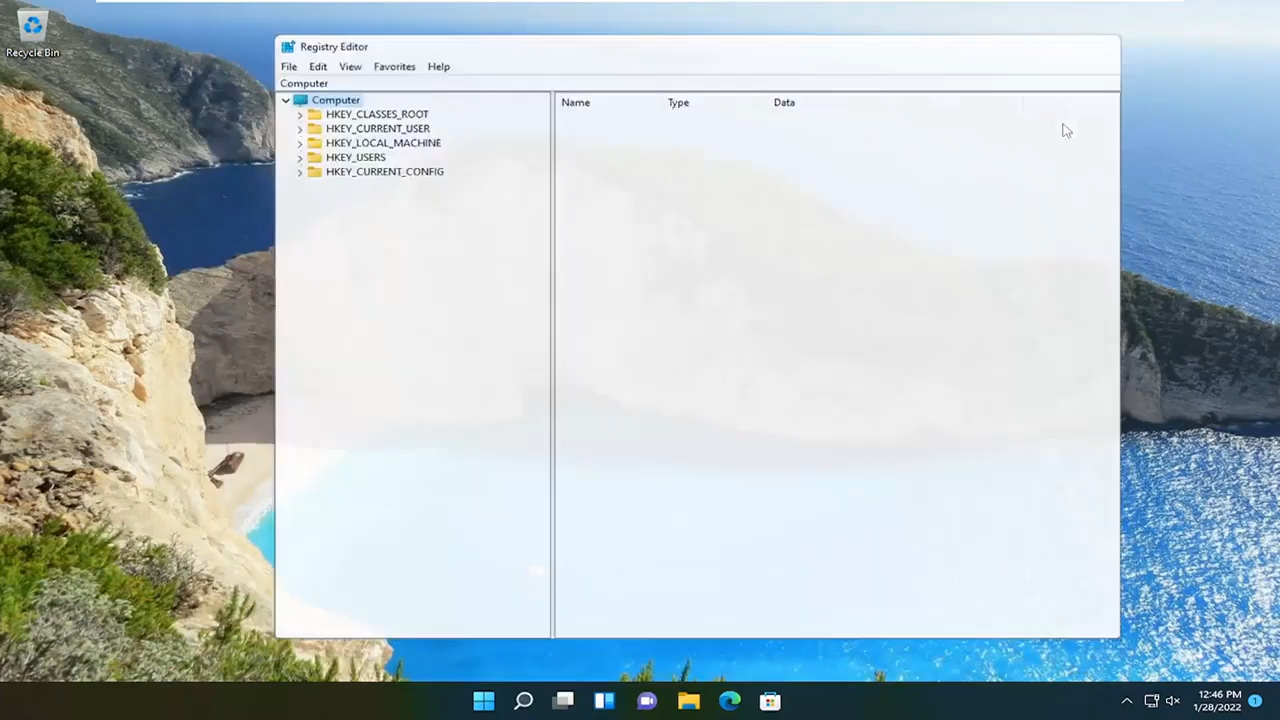 Recycle Bin
Registry Editor
File Edit View Favorites Help
Computer
Computer
HKEY_CLASSES_ROOT
HKEY_CURRENT_USER
HKEY_LOCAL_MACHINE
HKEY_USERS
HKEY_CURRENT_CONFIG
Name Type Data
12:46 PM
1/28/2022
1